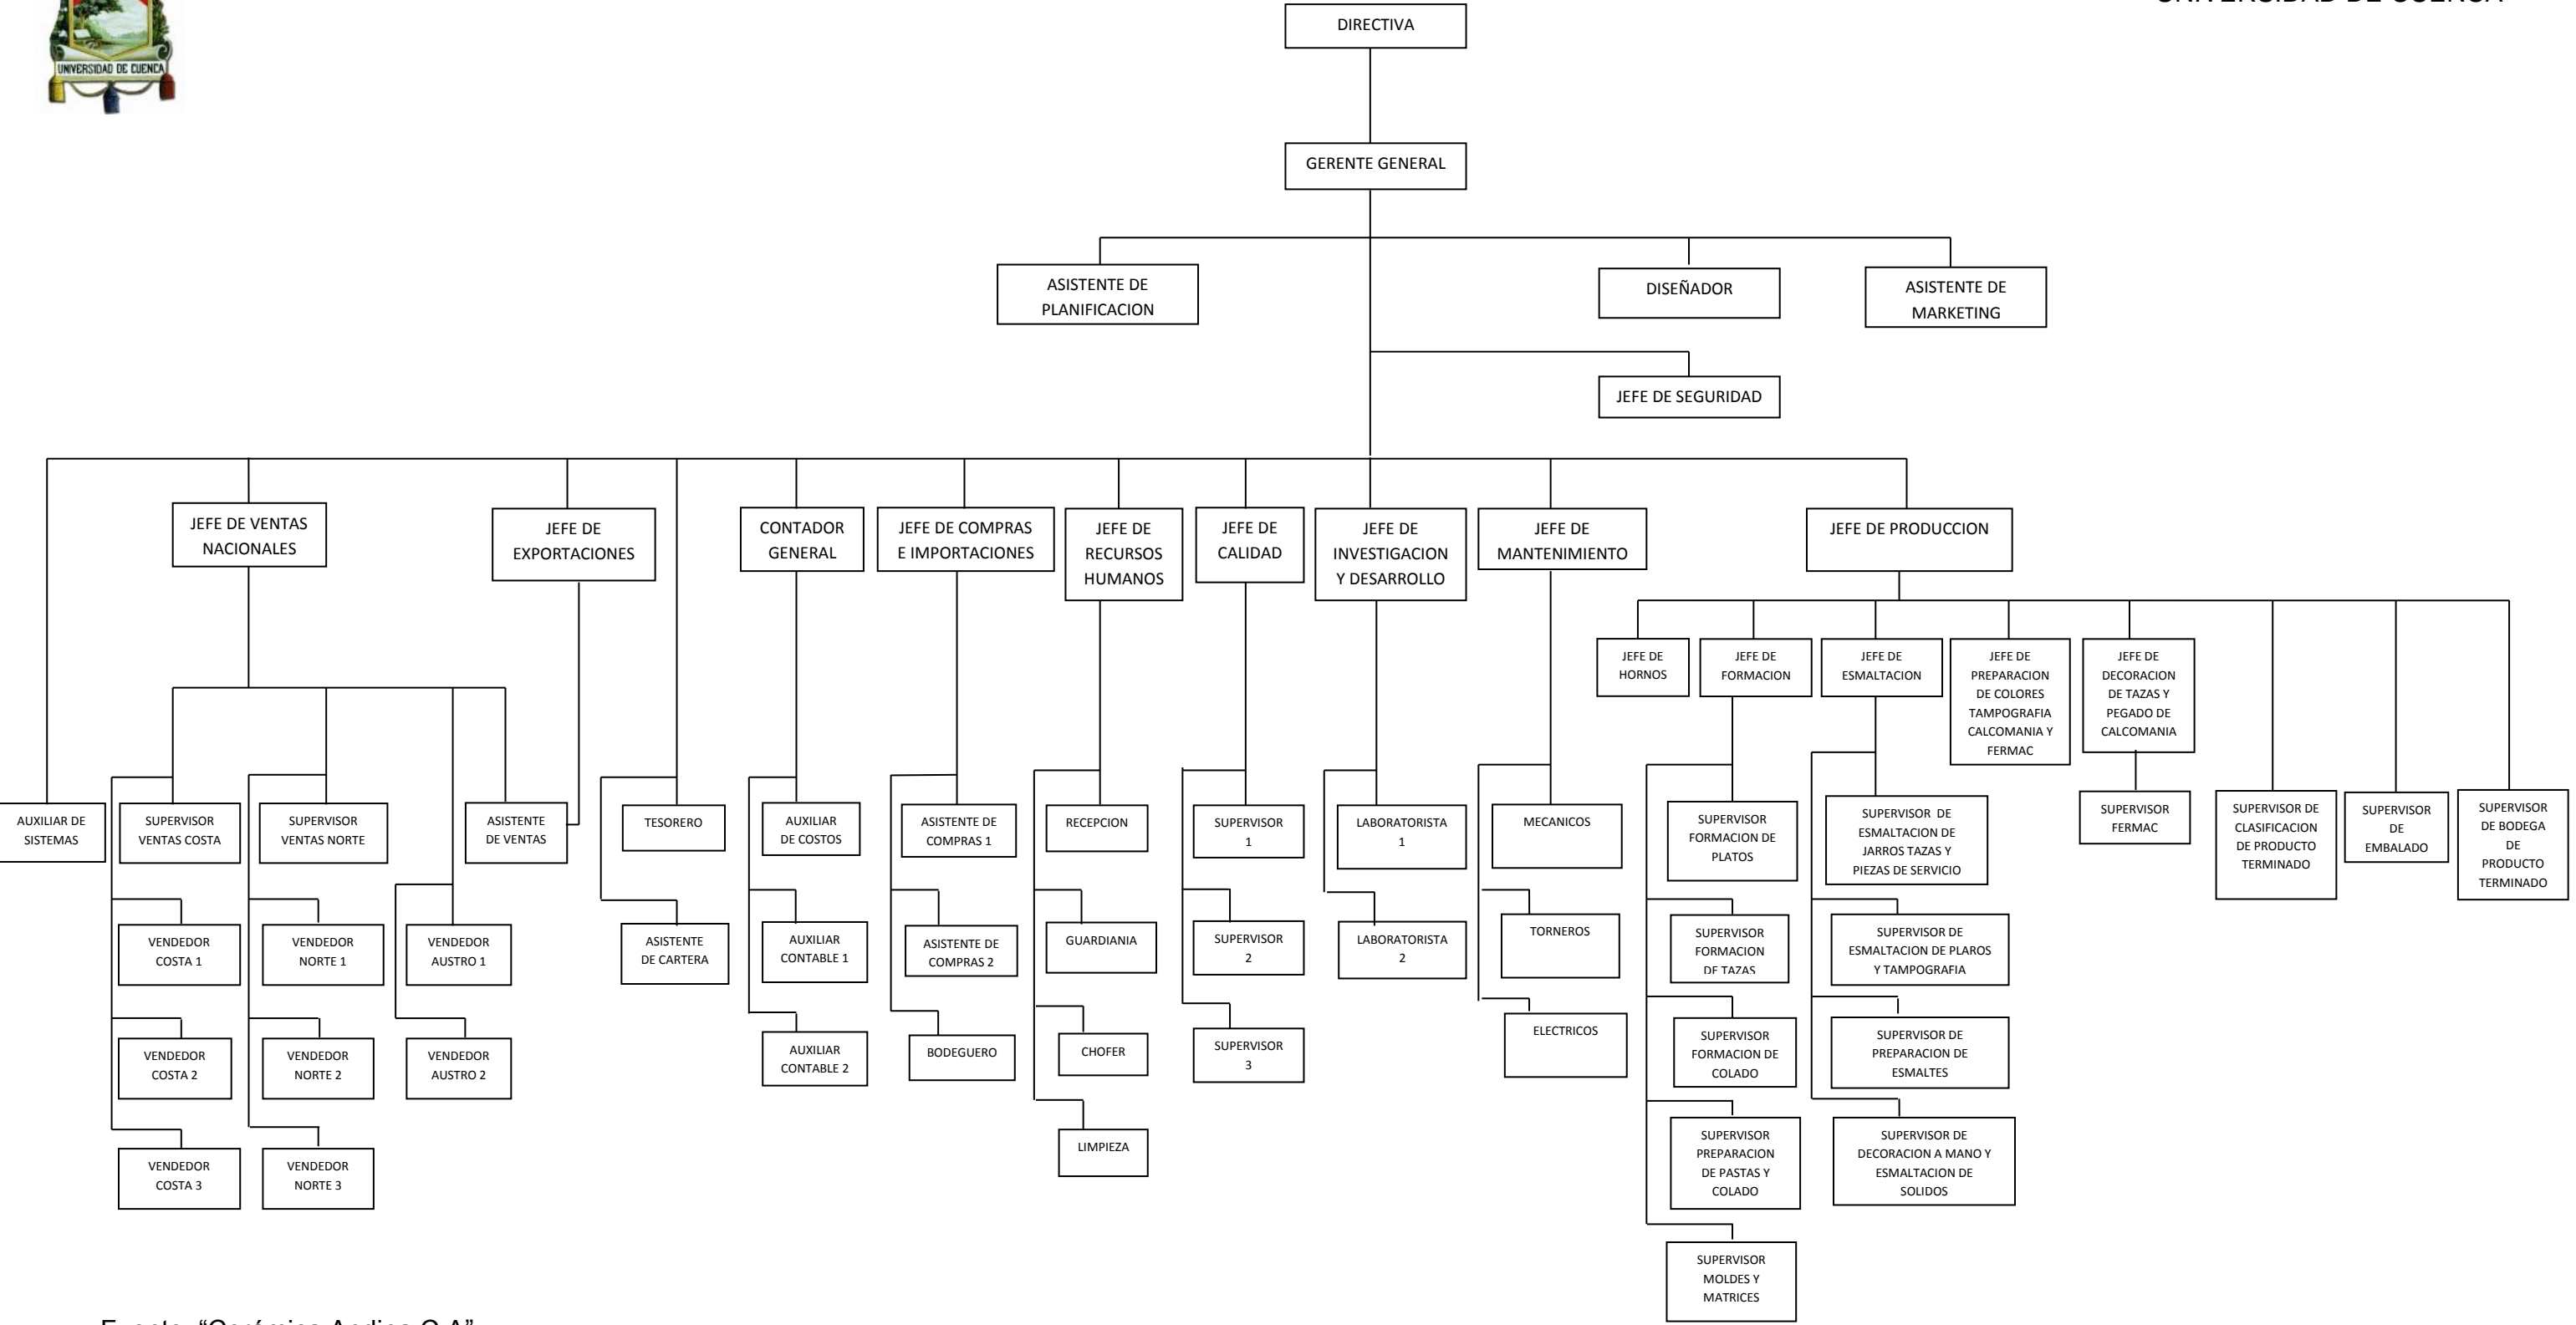 UNIVERSIDAD DE CUENCA
UNIVERSIDAD DE CUENCA
DIRECTIVA
GERENTE GENERAL
ASISTENTE DE
PLANIFICACION
DISEÑADOR
ASISTENTE DE
MARKETING
JEFE DE SEGURIDAD
JEFE DE VENTAS
NACIONALES
JEFE DE
EXPORTACIONES
CONTADOR
GENERAL
JEFE DE COMPRAS
E IMPORTACIONES
JEFE DE
RECURSOS
HUMANOS
JEFE DE
CALIDAD
JEFE DE
INVESTIGACION
Y DESARROLLO
JEFE DE
MANTENIMIENTO
JEFE DE PRODUCCION
JEFE DE
HORNOS
JEFE DE
FORMACION
JEFE DE
ESMALTACION
JEFE DE
PREPARACION
DE COLORES
TAMPOGRAFIA
CALCOMANIA Y
FERMAC
JEFE DE
DECORACION
DE TAZAS Y
PEGADO DE
CALCOMANIA
AUXILIAR DE
SISTEMAS
SUPERVISOR
VENTAS COSTA
SUPERVISOR
VENTAS NORTE
ASISTENTE
DE VENTAS
TESORERO
AUXILIAR
DE COSTOS
ASISTENTE DE
COMPRAS 1
RECEPCION
SUPERVISOR
1
LABORATORISTA
1
MECANICOS
SUPERVISOR
FORMACION DE
PLATOS
SUPERVISOR DE
ESMALTACION DE
JARROS TAZAS Y
PIEZAS DE SERVICIO
SUPERVISOR
FERMAC
SUPERVISOR DE
CLASIFICACION
DE PRODUCTO
TERMINADO
SUPERVISOR
DE
EMBALADO
SUPERVISOR
DE BODEGA
DE
PRODUCTO
TERMINADO
VENDEDOR
COSTA 1
VENDEDOR
NORTE 1
VENDEDOR
AUSTRO 1
ASISTENTE
DE CARTERA
AUXILIAR
CONTABLE 1
ASISTENTE DE
COMPRAS 2
GUARDIANIA
SUPERVISOR
2
LABORATORISTA
2
TORNEROS
SUPERVISOR
FORMACION
DE TAZAS
SUPERVISOR DE
ESMALTACION DE PLAROS
Y TAMPOGRAFIA
VENDEDOR
COSTA 2
VENDEDOR
NORTE 2
VENDEDOR
AUSTRO 2
AUXILIAR
CONTABLE 2
BODEGUERO
CHOFER
SUPERVISOR
3
ELECTRICOS
SUPERVISOR
FORMACION DE
COLADO
SUPERVISOR DE
PREPARACION DE
ESMALTES
VENDEDOR
COSTA 3
VENDEDOR
NORTE 3
LIMPIEZA
SUPERVISOR
PREPARACION
DE PASTAS Y
COLADO
SUPERVISOR DE
DECORACION A MANO Y
ESMALTACION DE
SOLIDOS
SUPERVISOR
MOLDES Y
MATRICES
Fuente: “Cerámica Andina C.A”